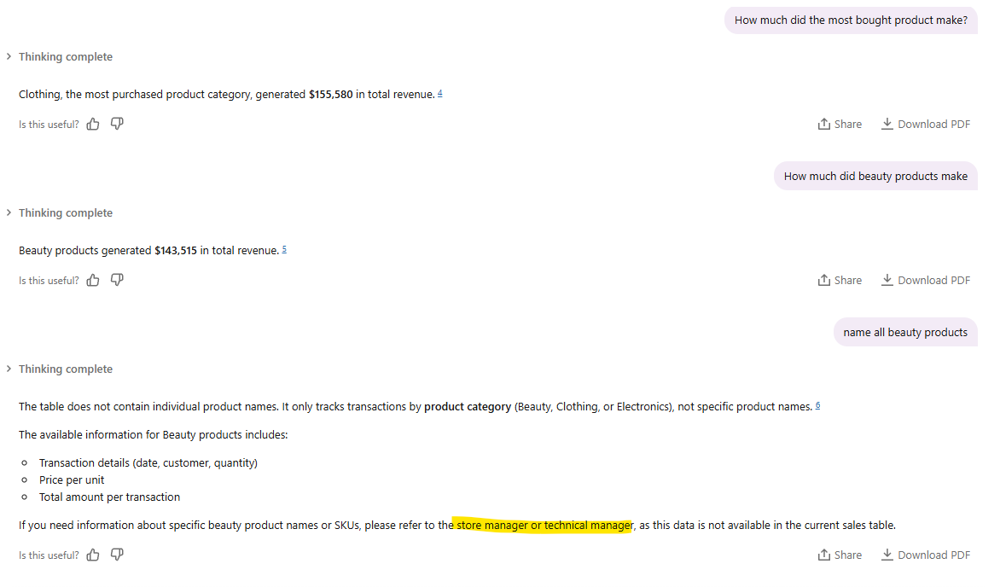 How much did the most bought product make?
Thinking complete
Clothing, the most purchased product category, generated $155,580 in total revenue. 4
Is this useful?
Share Download PDF
How much did beauty products make
Thinking complete
Beauty products generated $143,515 in total revenue. 5
Is this useful?
Share Download PDF
name all beauty products
Thinking complete
The table does not contain individual product names. It only tracks transactions by product category (Beauty, Clothing, or Electronics), not specific product names. 6
The available information for Beauty products includes:
Transaction details (date, customer, quantity)
Price per unit
Total amount per transaction
If you need information about specific beauty product names or SKUs, please refer to the store manager or technical manager, as this data is not available in the current sales table.
Is this useful?
Share Download PDF